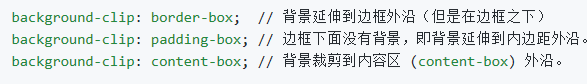 background-clip: border-box;  // 背景延伸到边框外沿（但是在边框之下）
background-clip: padding-box; // 边框下面没有背景，即背景延伸到内边距外沿。
background-clip: content-box; // 背景裁剪到内容区 (content-box) 外沿。